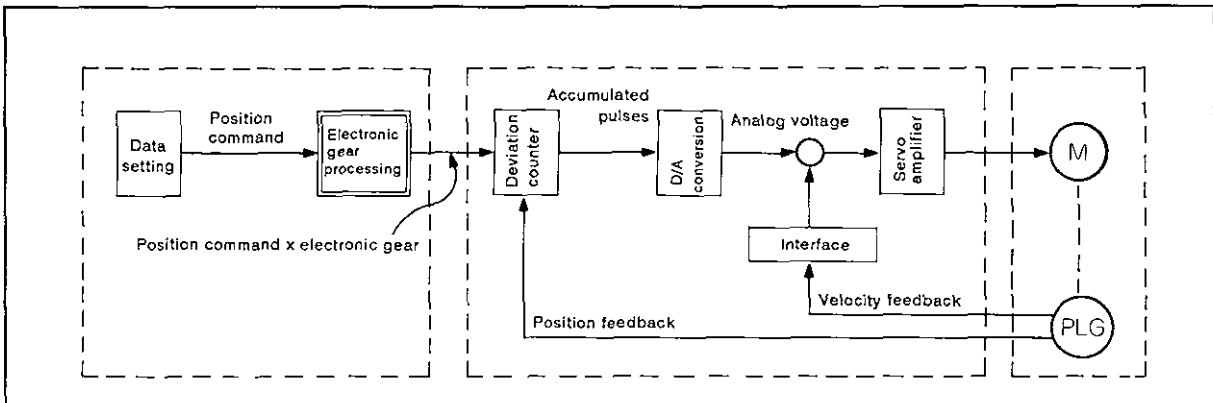 Data
setting
Position
command
Electronic
gear
processing
Position command x electronic gear
Deviation
counter
Accumulated
pulses
D/A
conversion
Analog voltage
Servo
amplifier
Interface
Velocity feedback
Position feedback
M
PLG